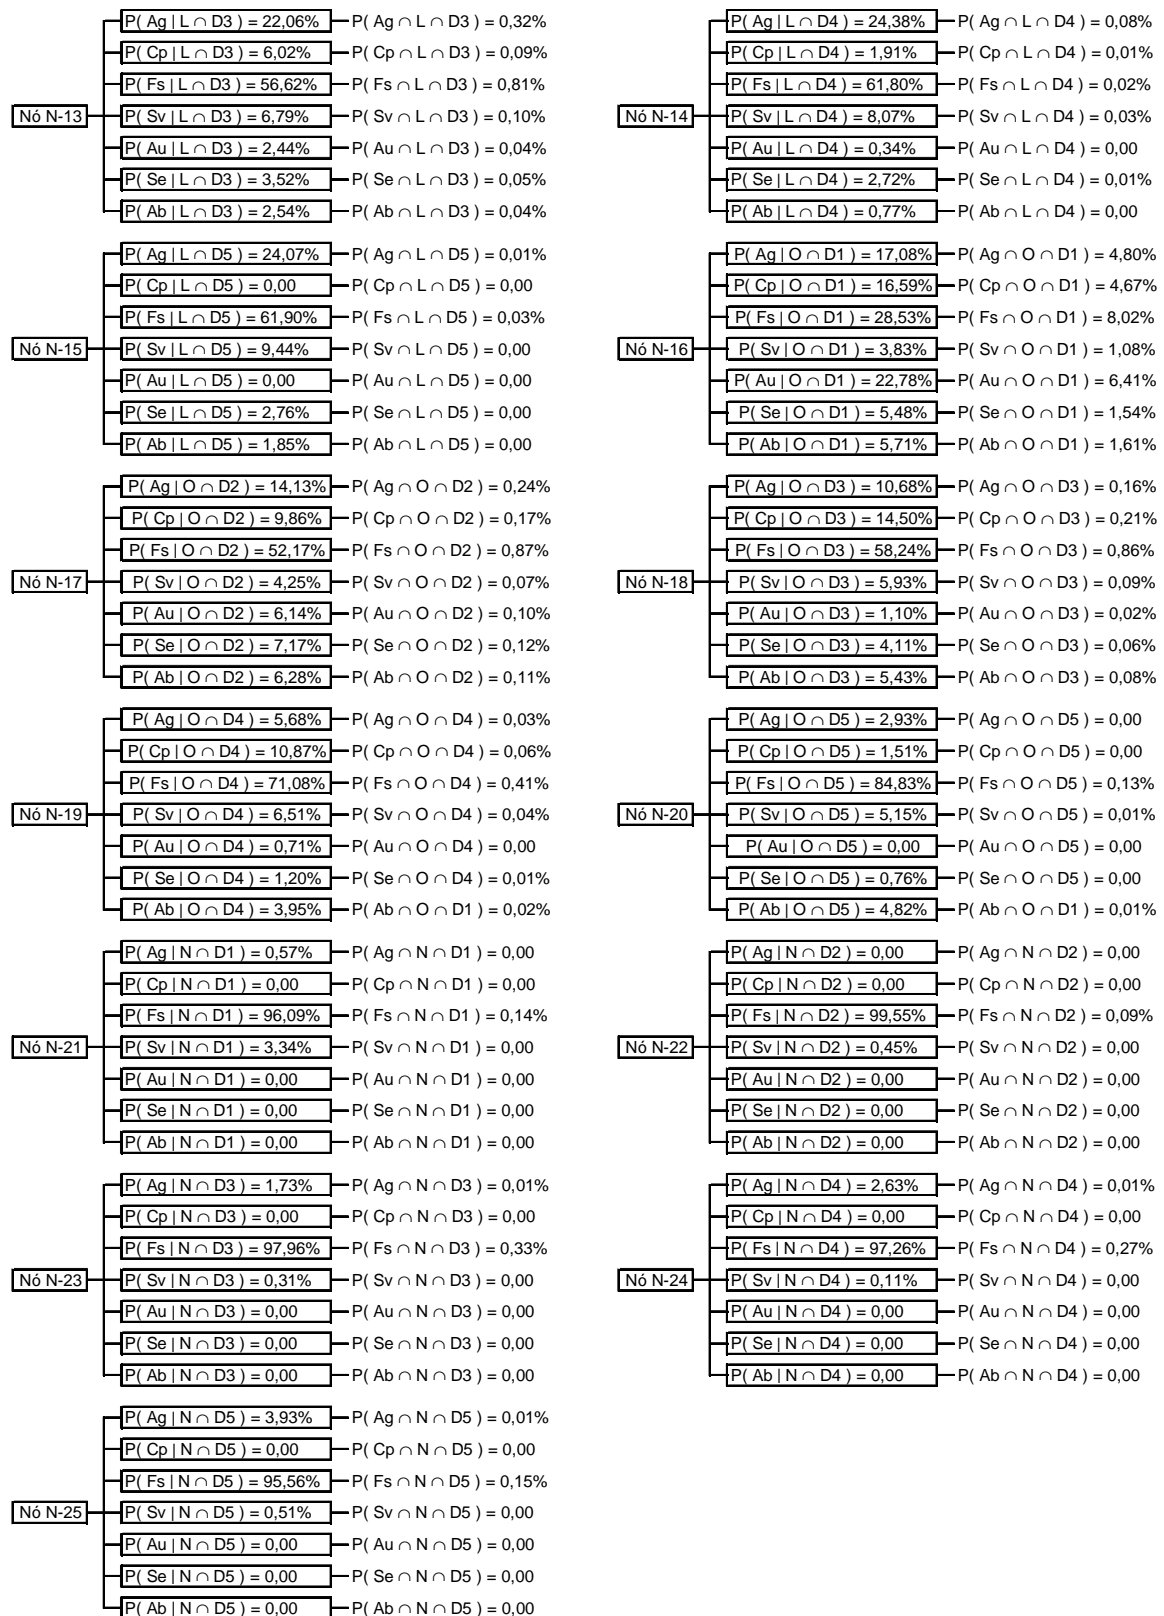 P( Ag | L ∩ D3 ) = 22,06% P( Ag ∩ L ∩ D3 ) = 0,32%
P( Cp | L ∩ D3 ) = 6,02% P( Cp ∩ L ∩ D3 ) = 0,09%
P( Fs | L ∩ D3 ) = 56,62% P( Fs ∩ L ∩ D3 ) = 0,81%
Nó N-13 P( Sv | L ∩ D3 ) = 6,79% P( Sv ∩ L ∩ D3 ) = 0,10%
P( Au | L ∩ D3 ) = 2,44% P( Au ∩ L ∩ D3 ) = 0,04%
P( Se | L ∩ D3 ) = 3,52% P( Se ∩ L ∩ D3 ) = 0,05%
P( Ab | L ∩ D3 ) = 2,54% P( Ab ∩ L ∩ D3 ) = 0,04%
P( Ag | L ∩ D4 ) = 24,38% P( Ag ∩ L ∩ D4 ) = 0,08%
P( Cp | L ∩ D4 ) = 1,91% P( Cp ∩ L ∩ D4 ) = 0,01%
P( Fs | L ∩ D4 ) = 61,80% P( Fs ∩ L ∩ D4 ) = 0,02%
Nó N-14 P( Sv | L ∩ D4 ) = 8,07% P( Sv ∩ L ∩ D4 ) = 0,03%
P( Au | L ∩ D4 ) = 0,34% P( Au ∩ L ∩ D4 ) = 0,00
P( Se | L ∩ D4 ) = 2,72% P( Se ∩ L ∩ D4 ) = 0,01%
P( Ab | L ∩ D4 ) = 0,77% P( Ab ∩ L ∩ D4 ) = 0,00
P( Ag | L ∩ D5 ) = 24,07% P( Ag ∩ L ∩ D5 ) = 0,01%
P( Cp | L ∩ D5 ) = 0,00 P( Cp ∩ L ∩ D5 ) = 0,00
P( Fs | L ∩ D5 ) = 61,90% P( Fs ∩ L ∩ D5 ) = 0,03%
Nó N-15 P( Sv | L ∩ D5 ) = 9,44% P( Sv ∩ L ∩ D5 ) = 0,00
P( Au | L ∩ D5 ) = 0,00 P( Au ∩ L ∩ D5 ) = 0,00
P( Se | L ∩ D5 ) = 2,76% P( Se ∩ L ∩ D5 ) = 0,00
P( Ab | L ∩ D5 ) = 1,85% P( Ab ∩ L ∩ D5 ) = 0,00
P( Ag | O ∩ D1 ) = 17,08% P( Ag ∩ O ∩ D1 ) = 4,80%
P( Cp | O ∩ D1 ) = 16,59% P( Cp ∩ O ∩ D1 ) = 4,67%
P( Fs | O ∩ D1 ) = 28,53% P( Fs ∩ O ∩ D1 ) = 8,02%
Nó N-16 P( Sv | O ∩ D1 ) = 3,83% P( Sv ∩ O ∩ D1 ) = 1,08%
P( Au | O ∩ D1 ) = 22,78% P( Au ∩ O ∩ D1 ) = 6,41%
P( Se | O ∩ D1 ) = 5,48% P( Se ∩ O ∩ D1 ) = 1,54%
P( Ab | O ∩ D1 ) = 5,71% P( Ab ∩ O ∩ D1 ) = 1,61%
P( Ag | O ∩ D2 ) = 14,13% P( Ag ∩ O ∩ D2 ) = 0,24%
P( Cp | O ∩ D2 ) = 9,86% P( Cp ∩ O ∩ D2 ) = 0,17%
P( Fs | O ∩ D2 ) = 52,17% P( Fs ∩ O ∩ D2 ) = 0,87%
Nó N-17 P( Sv | O ∩ D2 ) = 4,25% P( Sv ∩ O ∩ D2 ) = 0,07%
P( Au | O ∩ D2 ) = 6,14% P( Au ∩ O ∩ D2 ) = 0,10%
P( Se | O ∩ D2 ) = 7,17% P( Se ∩ O ∩ D2 ) = 0,12%
P( Ab | O ∩ D2 ) = 6,28% P( Ab ∩ O ∩ D2 ) = 0,11%
P( Ag | O ∩ D3 ) = 10,68% P( Ag ∩ O ∩ D3 ) = 0,16%
P( Cp | O ∩ D3 ) = 14,50% P( Cp ∩ O ∩ D3 ) = 0,21%
P( Fs | O ∩ D3 ) = 58,24% P( Fs ∩ O ∩ D3 ) = 0,86%
Nó N-18 P( Sv | O ∩ D3 ) = 5,93% P( Sv ∩ O ∩ D3 ) = 0,09%
P( Au | O ∩ D3 ) = 1,10% P( Au ∩ O ∩ D3 ) = 0,02%
P( Se | O ∩ D3 ) = 4,11% P( Se ∩ O ∩ D3 ) = 0,06%
P( Ab | O ∩ D3 ) = 5,43% P( Ab ∩ O ∩ D3 ) = 0,08%
P( Ag | O ∩ D4 ) = 5,68% P( Ag ∩ O ∩ D4 ) = 0,03%
P( Cp | O ∩ D4 ) = 10,87% P( Cp ∩ O ∩ D4 ) = 0,06%
P( Fs | O ∩ D4 ) = 71,08% P( Fs ∩ O ∩ D4 ) = 0,41%
Nó N-19 P( Sv | O ∩ D4 ) = 6,51% P( Sv ∩ O ∩ D4 ) = 0,04%
P( Au | O ∩ D4 ) = 0,71% P( Au ∩ O ∩ D4 ) = 0,00
P( Se | O ∩ D4 ) = 1,20% P( Se ∩ O ∩ D4 ) = 0,01%
P( Ab | O ∩ D4 ) = 3,95% P( Ab ∩ O ∩ D1 ) = 0,02%
P( Ag | O ∩ D5 ) = 2,93% P( Ag ∩ O ∩ D5 ) = 0,00
P( Cp | O ∩ D5 ) = 1,51% P( Cp ∩ O ∩ D5 ) = 0,00
P( Fs | O ∩ D5 ) = 84,83% P( Fs ∩ O ∩ D5 ) = 0,13%
Nó N-20 P( Sv | O ∩ D5 ) = 5,15% P( Sv ∩ O ∩ D5 ) = 0,01%
P( Au | O ∩ D5 ) = 0,00 P( Au ∩ O ∩ D5 ) = 0,00
P( Se | O ∩ D5 ) = 0,76% P( Se ∩ O ∩ D5 ) = 0,00
P( Ab | O ∩ D5 ) = 4,82% P( Ab ∩ O ∩ D1 ) = 0,01%
P( Ag | N ∩ D1 ) = 0,57% P( Ag ∩ N ∩ D1 ) = 0,00
P( Cp | N ∩ D1 ) = 0,00 P( Cp ∩ N ∩ D1 ) = 0,00
P( Fs | N ∩ D1 ) = 96,09% P( Fs ∩ N ∩ D1 ) = 0,14%
Nó N-21 P( Sv | N ∩ D1 ) = 3,34% P( Sv ∩ N ∩ D1 ) = 0,00
P( Au | N ∩ D1 ) = 0,00 P( Au ∩ N ∩ D1 ) = 0,00
P( Se | N ∩ D1 ) = 0,00 P( Se ∩ N ∩ D1 ) = 0,00
P( Ab | N ∩ D1 ) = 0,00 P( Ab ∩ N ∩ D1 ) = 0,00
P( Ag | N ∩ D2 ) = 0,00 P( Ag ∩ N ∩ D2 ) = 0,00
P( Cp | N ∩ D2 ) = 0,00 P( Cp ∩ N ∩ D2 ) = 0,00
P( Fs | N ∩ D2 ) = 99,55% P( Fs ∩ N ∩ D2 ) = 0,09%
Nó N-22 P( Sv | N ∩ D2 ) = 0,45% P( Sv ∩ N ∩ D2 ) = 0,00
P( Au | N ∩ D2 ) = 0,00 P( Au ∩ N ∩ D2 ) = 0,00
P( Se | N ∩ D2 ) = 0,00 P( Se ∩ N ∩ D2 ) = 0,00
P( Ab | N ∩ D2 ) = 0,00 P( Ab ∩ N ∩ D2 ) = 0,00
P( Ag | N ∩ D3 ) = 1,73% P( Ag ∩ N ∩ D3 ) = 0,01%
P( Cp | N ∩ D3 ) = 0,00 P( Cp ∩ N ∩ D3 ) = 0,00
P( Fs | N ∩ D3 ) = 97,96% P( Fs ∩ N ∩ D3 ) = 0,33%
Nó N-23 P( Sv | N ∩ D3 ) = 0,31% P( Sv ∩ N ∩ D3 ) = 0,00
P( Au | N ∩ D3 ) = 0,00 P( Au ∩ N ∩ D3 ) = 0,00
P( Se | N ∩ D3 ) = 0,00 P( Se ∩ N ∩ D3 ) = 0,00
P( Ab | N ∩ D3 ) = 0,00 P( Ab ∩ N ∩ D3 ) = 0,00
P( Ag | N ∩ D4 ) = 2,63% P( Ag ∩ N ∩ D4 ) = 0,01%
P( Cp | N ∩ D4 ) = 0,00 P( Cp ∩ N ∩ D4 ) = 0,00
P( Fs | N ∩ D4 ) = 97,26% P( Fs ∩ N ∩ D4 ) = 0,27%
Nó N-24 P( Sv | N ∩ D4 ) = 0,11% P( Sv ∩ N ∩ D4 ) = 0,00
P( Au | N ∩ D4 ) = 0,00 P( Au ∩ N ∩ D4 ) = 0,00
P( Se | N ∩ D4 ) = 0,00 P( Se ∩ N ∩ D4 ) = 0,00
P( Ab | N ∩ D4 ) = 0,00 P( Ab ∩ N ∩ D4 ) = 0,00
P( Ag | N ∩ D5 ) = 3,93% P( Ag ∩ N ∩ D5 ) = 0,01%
P( Cp | N ∩ D5 ) = 0,00 P( Cp ∩ N ∩ D5 ) = 0,00
P( Fs | N ∩ D5 ) = 95,56% P( Fs ∩ N ∩ D5 ) = 0,15%
Nó N-25 P( Sv | N ∩ D5 ) = 0,51% P( Sv ∩ N ∩ D5 ) = 0,00
P( Au | N ∩ D5 ) = 0,00 P( Au ∩ N ∩ D5 ) = 0,00
P( Se | N ∩ D5 ) = 0,00 P( Se ∩ N ∩ D5 ) = 0,00
P( Ab | N ∩ D5 ) = 0,00 P( Ab ∩ N ∩ D5 ) = 0,00